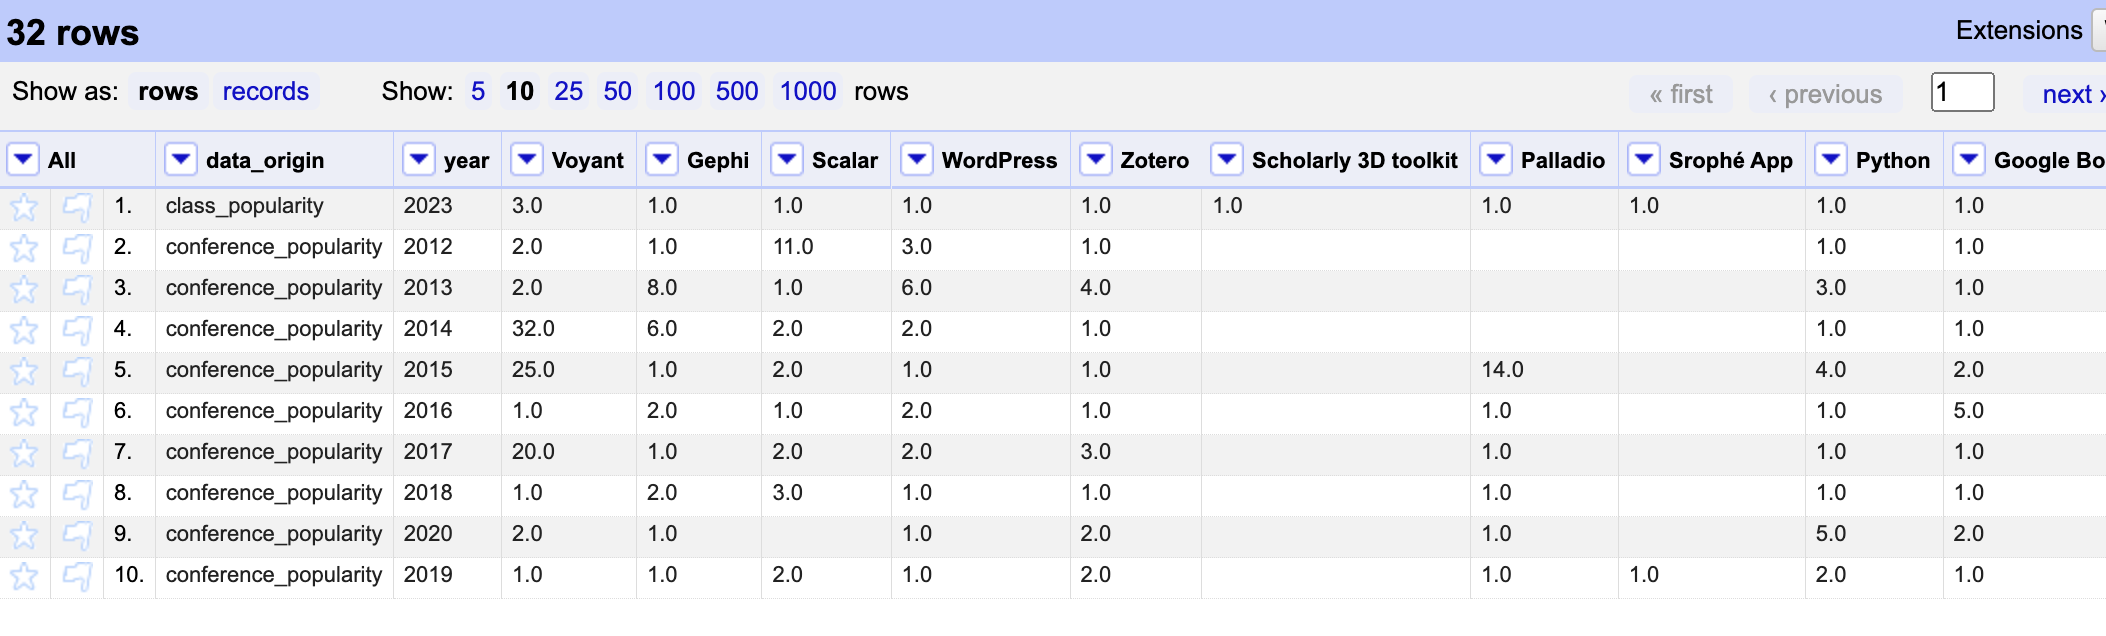 32 rows Extensions
Show as: rows records Show: 5 10 25 50 100 500 1000 rows « first ‹ previous 1 next ›
All data_origin year Voyant Gephi Scalar WordPress Zotero Scholarly 3D toolkit Palladio Srophé App Python Google Bo
1. class_popularity 2023 3.0 1.0 1.0 1.0 1.0 1.0 1.0 1.0 1.0 1.0
2. conference_popularity 2012 2.0 1.0 11.0 3.0 1.0 1.0 1.0
3. conference_popularity 2013 2.0 8.0 1.0 6.0 4.0 3.0 1.0
4. conference_popularity 2014 32.0 6.0 2.0 2.0 1.0 1.0 1.0
5. conference_popularity 2015 25.0 1.0 2.0 1.0 1.0 14.0 4.0 2.0
6. conference_popularity 2016 1.0 2.0 1.0 2.0 1.0 1.0 1.0 5.0
7. conference_popularity 2017 20.0 1.0 2.0 2.0 3.0 1.0 1.0 1.0
8. conference_popularity 2018 1.0 2.0 3.0 1.0 1.0 1.0 1.0 1.0
9. conference_popularity 2020 2.0 1.0 1.0 2.0 1.0 5.0 2.0
10. conference_popularity 2019 1.0 1.0 2.0 1.0 2.0 1.0 1.0 2.0 1.0